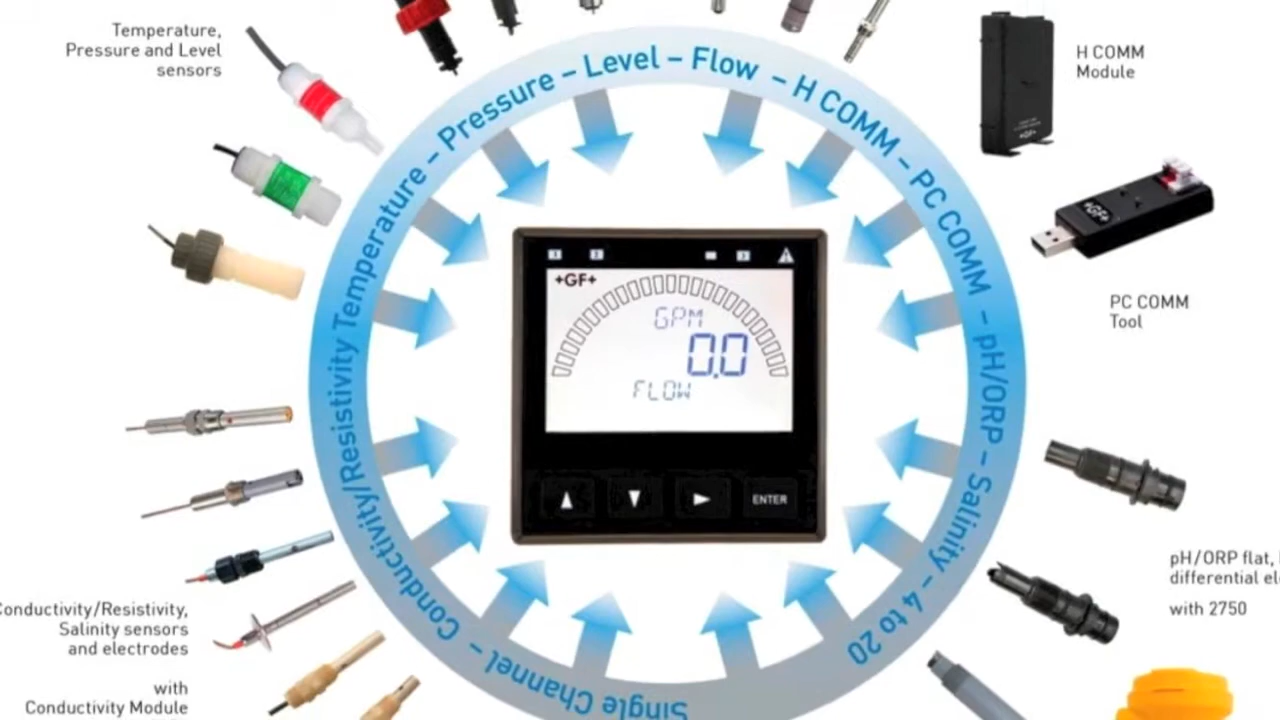 Temperature,
Pressure and Level
sensors
H COMM
Module
PC COMM
Tool
Single Channel – Conductivity/Resistivity Temperature – Pressure – Level – Flow – H COMM – PC COMM – pH/ORP – Salinity – 4 to 20
+GF+
GPM
0.0
FLOW
ENTER
+GF+
pH/ORP flat,
differential
with 2750
Conductivity/Resistivity,
Salinity sensors
and electrodes
with
Conductivity Module